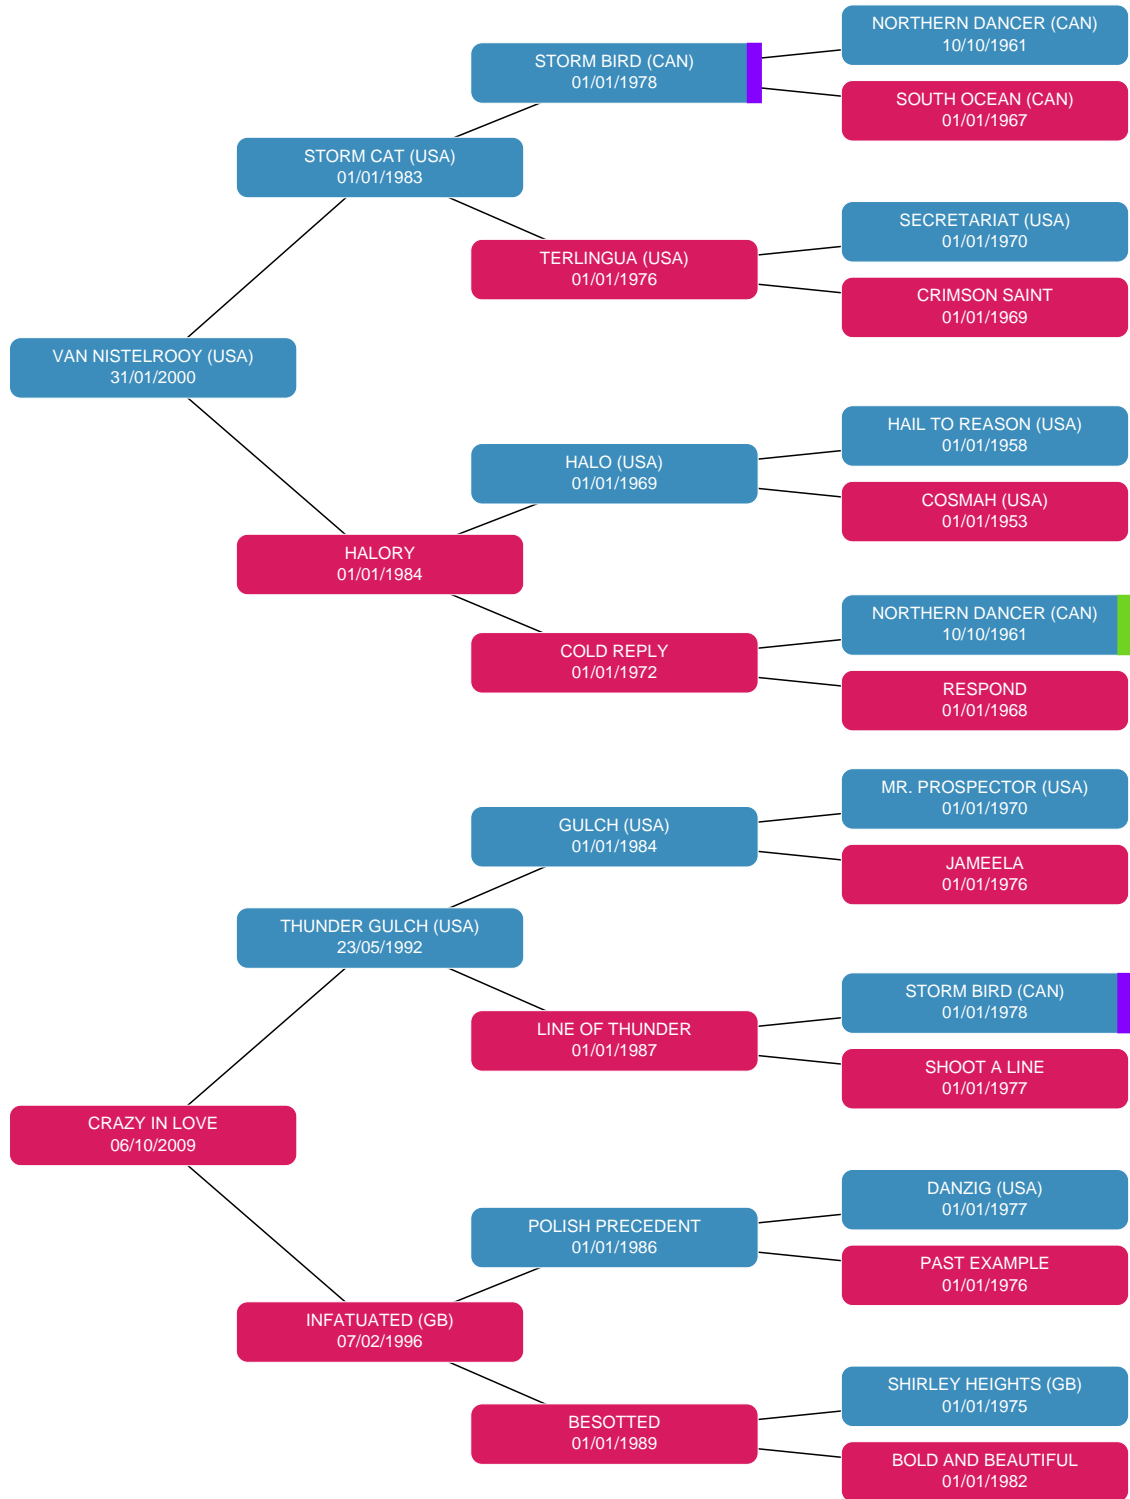 NORTHERN DANCER (CAN)
10/10/1961
STORM BIRD (CAN)
01/01/1978
SOUTH OCEAN (CAN)
01/01/1967
STORM CAT (USA)
01/01/1983
SECRETARIAT (USA)
01/01/1970
TERLINGUA (USA)
01/01/1976
CRIMSON SAINT
01/01/1969
VAN NISTELROOY (USA)
31/01/2000
HAIL TO REASON (USA)
01/01/1958
HALO (USA)
01/01/1969
COSMAH (USA)
01/01/1953
HALORY
01/01/1984
NORTHERN DANCER (CAN)
10/10/1961
COLD REPLY
01/01/1972
RESPOND
01/01/1968
MR. PROSPECTOR (USA)
01/01/1970
GULCH (USA)
01/01/1984
JAMEELA
01/01/1976
THUNDER GULCH (USA)
23/05/1992
STORM BIRD (CAN)
01/01/1978
LINE OF THUNDER
01/01/1987
SHOOT A LINE
01/01/1977
CRAZY IN LOVE
06/10/2009
DANZIG (USA)
01/01/1977
POLISH PRECEDENT
01/01/1986
PAST EXAMPLE
01/01/1976
INFATUATED (GB)
07/02/1996
SHIRLEY HEIGHTS (GB)
01/01/1975
BESOTTED
01/01/1989
BOLD AND BEAUTIFUL
01/01/1982